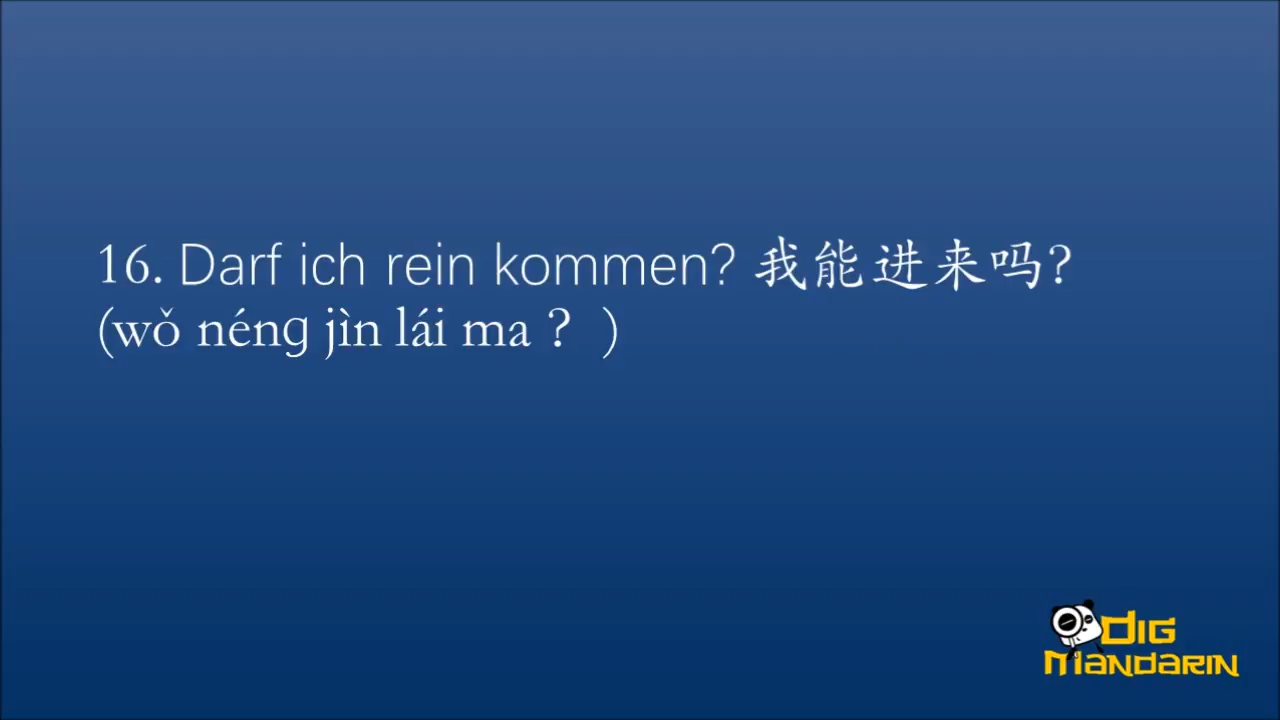 16. Darf ich rein kommen? 我能进来吗?
(wǒ néng jìn lái ma ? )
DIG
MANDARIN